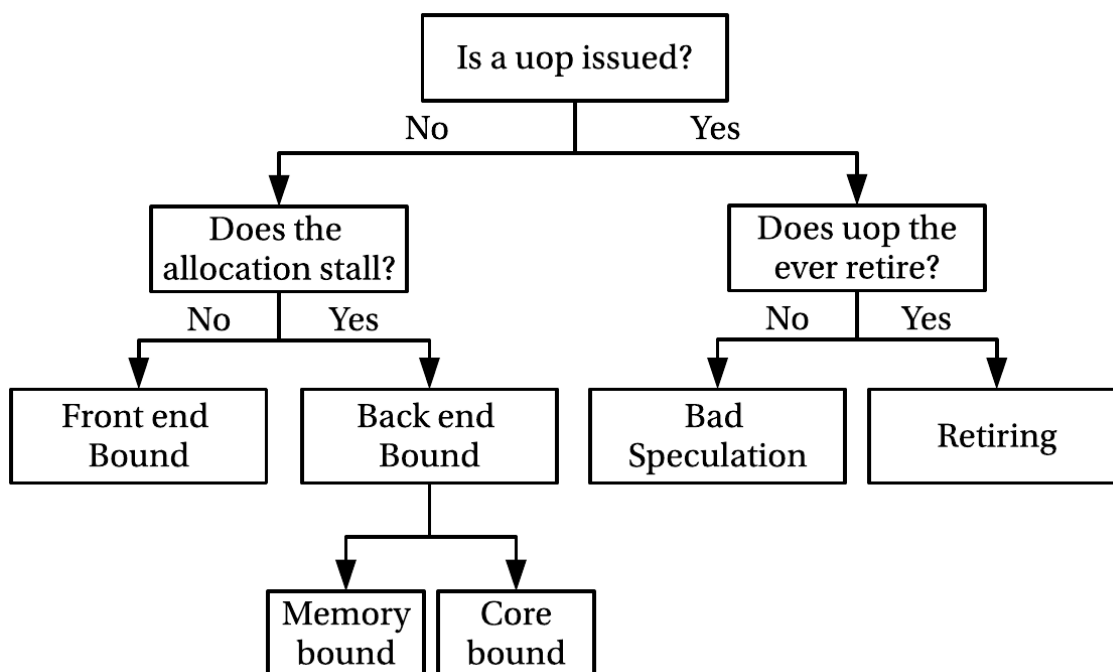 Is a uop issued?
No
Yes
Does the
allocation stall?
Does uop the
ever retire?
No
Yes
No
Yes
Front end
Bound
Back end
Bound
Bad
Speculation
Retiring
Memory
bound
Core
bound